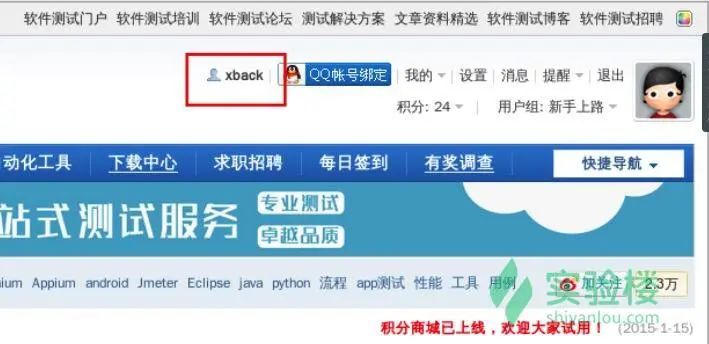 软件测试门户 软件测试培训 软件测试论坛 测试解决方案 文章资料精选 软件测试博客 软件测试招聘
xback QQ帐号绑定 我的 设置 消息 提醒 退出
积分: 24 用户组: 新手上路
动化工具 下载中心 求职招聘 每日签到 有奖调查 快捷导航
站式测试服务 专业测试
卓越品质
nium Appium android Jmeter Eclipse java python 流程 app测试 性能 工具 用例 加关注 2.3万
实验楼
shiyanlou.com
积分商城已上线，欢迎大家试用！ (2015-1-15)